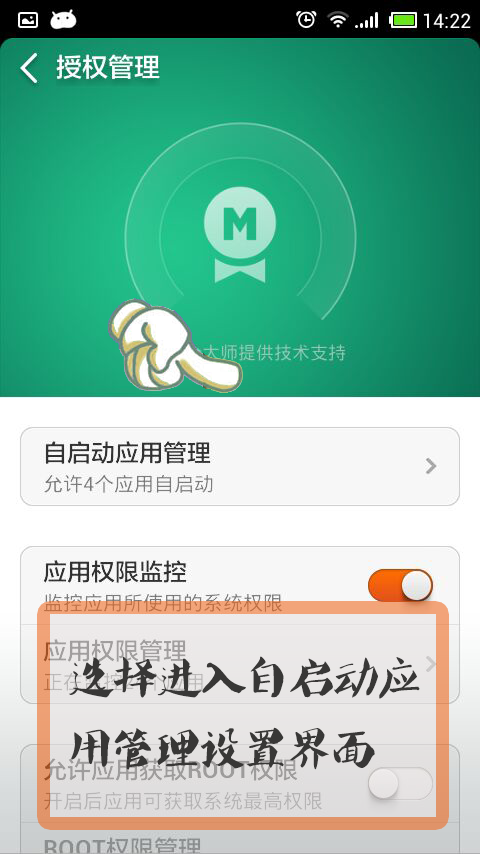 14:22
授权管理
M
大师提供技术支持
自启动应用管理
允许4个应用自启动
应用权限监控
监控应用所使用的系统权限
应用权限管理
选择进入自启动应
用管理设置界面
允许应用获取ROOT权限
开启后应用可获取系统最高权限
ROOT权限管理